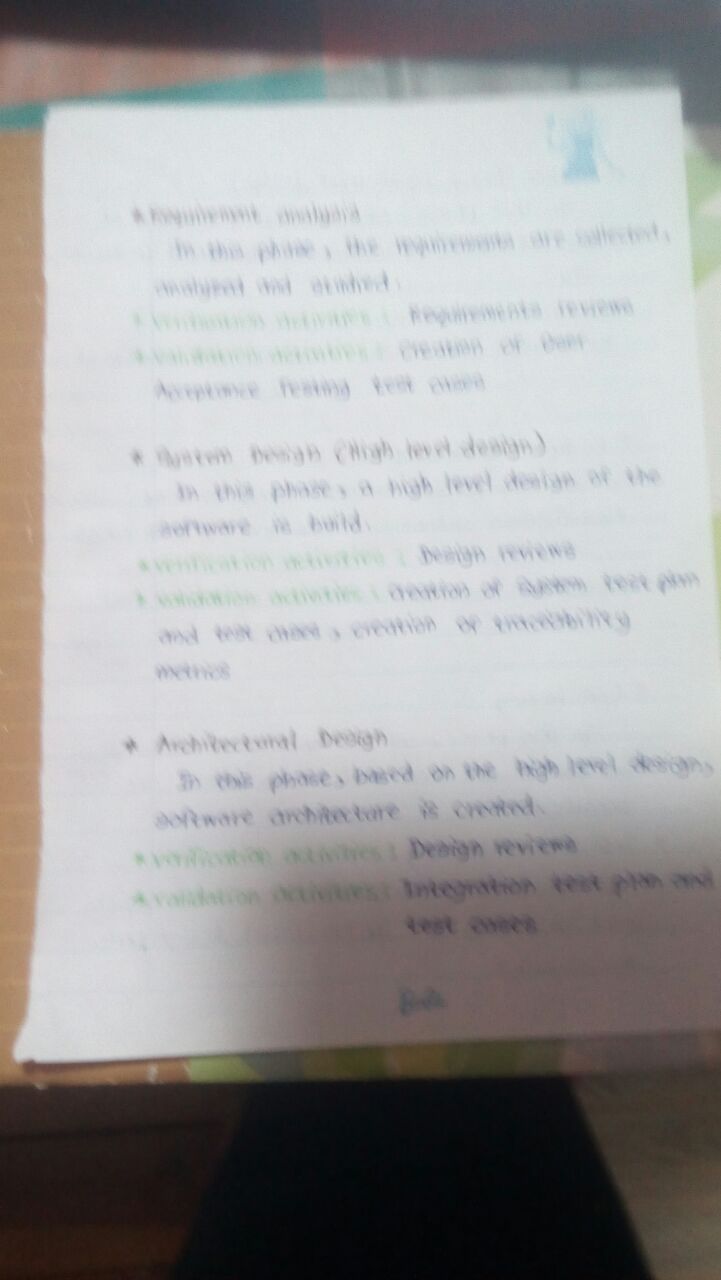 * Requirement analysis
In this phase, the requirements are collected,
analyzed and studied.
* Verification activities : Requirements reviews
* Validation activities : Creation of User
Acceptance Testing test cases
* System Design (High level design)
In this phase, a high level design of the
software is build.
* Verification activities : Design reviews
* Validation activities : Creation of System test plan
and test cases, creation of traceability
metrics
* Architectural Design
In this phase, based on the high level design,
software architecture is created.
* Verification activities : Design reviews
* Validation activities : Integration test plan and
test cases